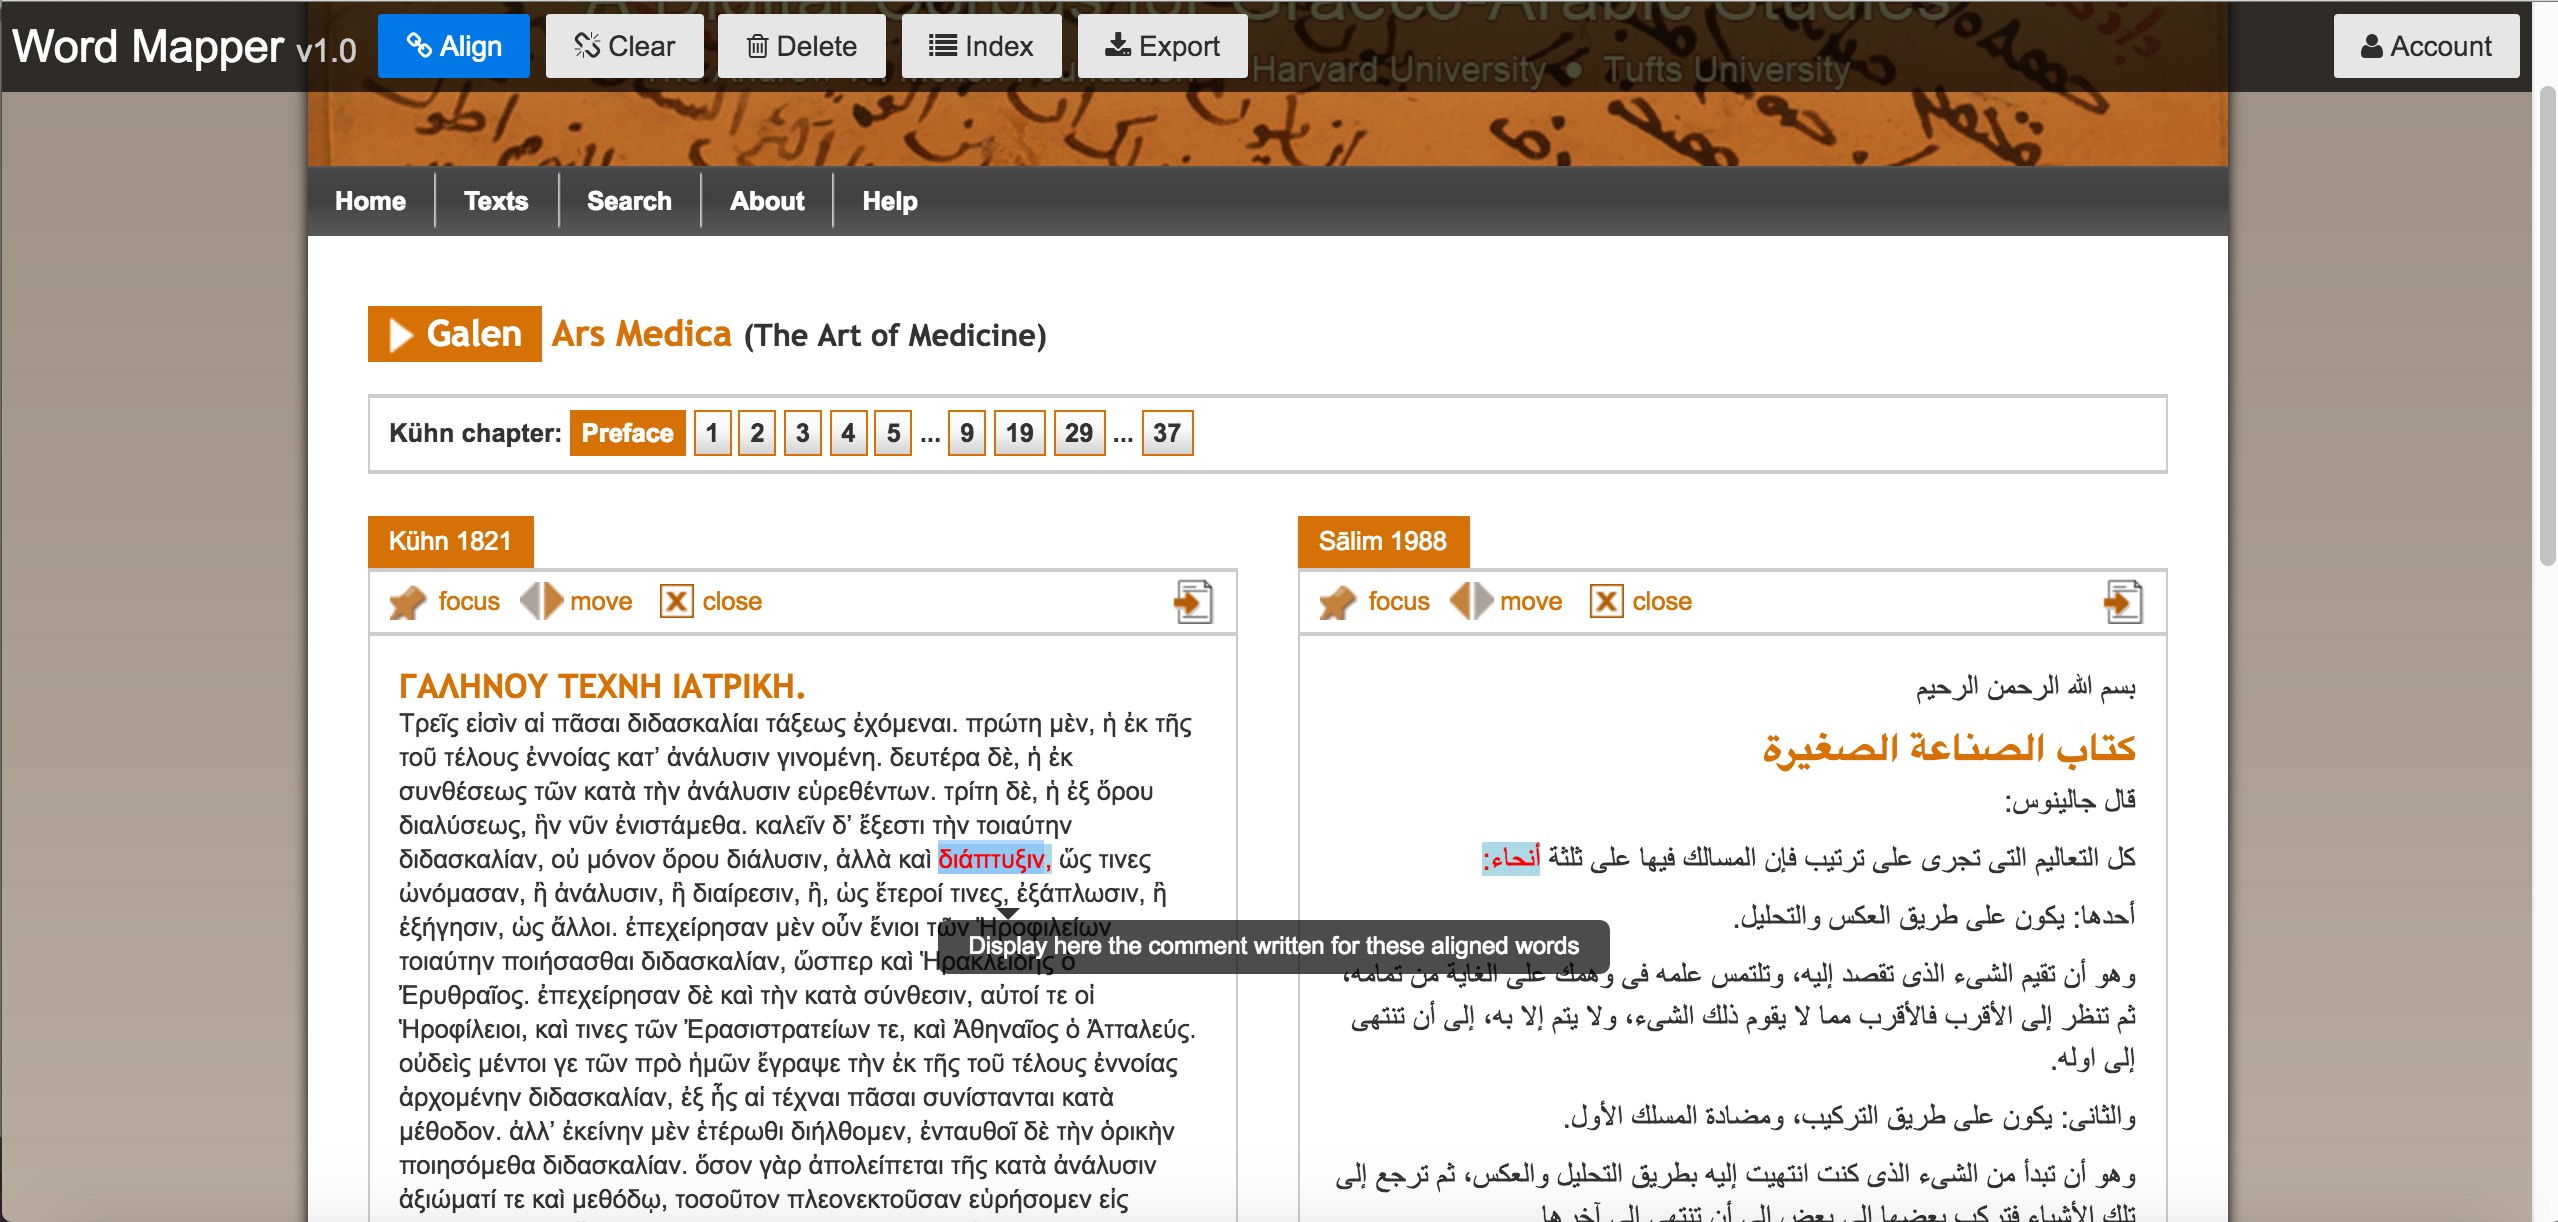 Word Mapper v1.0
Align
Clear
Delete
Index
Export
Account
A Digital Corpus for Graeco-Arabic Studies
Harvard University • Tufts University
Home
Texts
Search
About
Help
Galen Ars Medica (The Art of Medicine)
Kühn chapter: Preface 1 2 3 4 5 ... 9 19 29 ... 37
Kühn 1821
focus move close
ΓΑΛΗΝΟΥ ΤΕΧΝΗ ΙΑΤΡΙΚΗ.
Τρεῖς εἰσὶν αἱ πᾶσαι διδασκαλίαι τάξεως ἐχόμεναι. πρώτη μὲν, ἡ ἐκ τῆς
τοῦ τέλους ἐννοίας κατ’ ἀνάλυσιν γινομένη. δευτέρα δὲ, ἡ ἐκ
συνθέσεως τῶν κατὰ τὴν ἀνάλυσιν εὑρεθέντων. τρίτη δὲ, ἡ ἐξ ὅρου
διαλύσεως, ἣν νῦν ἐνιστάμεθα. καλεῖν δ’ ἔξεστι τὴν τοιαύτην
διδασκαλίαν, οὐ μόνον ὅρου διάλυσιν, ἀλλὰ καὶ διάπτυξιν, ὥς τινες
ὠνόμασαν, ἢ ἀνάλυσιν, ἢ διαίρεσιν, ἢ, ὡς ἕτεροί τινες, ἐξάπλωσιν, ἢ
ἐξήγησιν, ὡς ἄλλοι. ἐπεχείρησαν μὲν οὖν ἔνιοι τῶν Ἡροφιλείων
τοιαύτην ποιήσασθαι διδασκαλίαν, ὥσπερ καὶ Ἡρακλείδης ὁ
Ἐρυθραῖος. ἐπεχείρησαν δὲ καὶ τὴν κατὰ σύνθεσιν, αὐτοί τε οἱ
Ἡροφίλειοι, καὶ τινες τῶν Ἐρασιστρατείων τε, καὶ Ἀθηναῖος ὁ Ἀτταλεύς.
οὐδεὶς μέντοι γε τῶν πρὸ ἡμῶν ἔγραψε τὴν ἐκ τῆς τοῦ τέλους ἐννοίας
ἀρχομένην διδασκαλίαν, ἐξ ἧς αἱ τέχναι πᾶσαι συνίστανται κατὰ
μέθοδον. ἀλλ’ ἐκείνην μὲν ἑτέρωθι διήλθομεν, ἐνταυθοῖ δὲ τὴν ὁρικὴν
ποιησόμεθα διδασκαλίαν. ὅσον γὰρ ἀπολείπεται τῆς κατὰ ἀνάλυσιν
ἀξιώματί τε καὶ μεθόδῳ, τοσοῦτον πλεονεκτοῦσαν εὑρήσομεν εἰς
Display here the comment written for these aligned words
Sālim 1988
focus move close
بسم الله الرحمن الرحيم
كتاب الصناعة الصغيرة
قال جالينوس:
كل التعاليم التى تجرى على ترتيب فإن المسالك فيها على ثلثة أنحاء:
أحدها: يكون على طريق العكس والتحليل.
وهو أن تقيم الشىء الذى تقصد إليه، وتلتمس علمه فى وهمك على الغاية من تمامه،
ثم تنظر إلى الأقرب فالأقرب مما لا يقوم ذلك الشىء، ولا يتم إلا به، إلى أن تنتهى
إلى اوله.
والثانى: يكون على طريق التركيب، ومضادة المسلك الأول.
وهو أن تبدأ من الشىء الذى كنت انتهيت إليه بطريق التحليل والعكس، ثم ترجع إلى
تلك الأشياء فتركب بعضها إلى بعض إلى أن تنتهى إلى آخرها